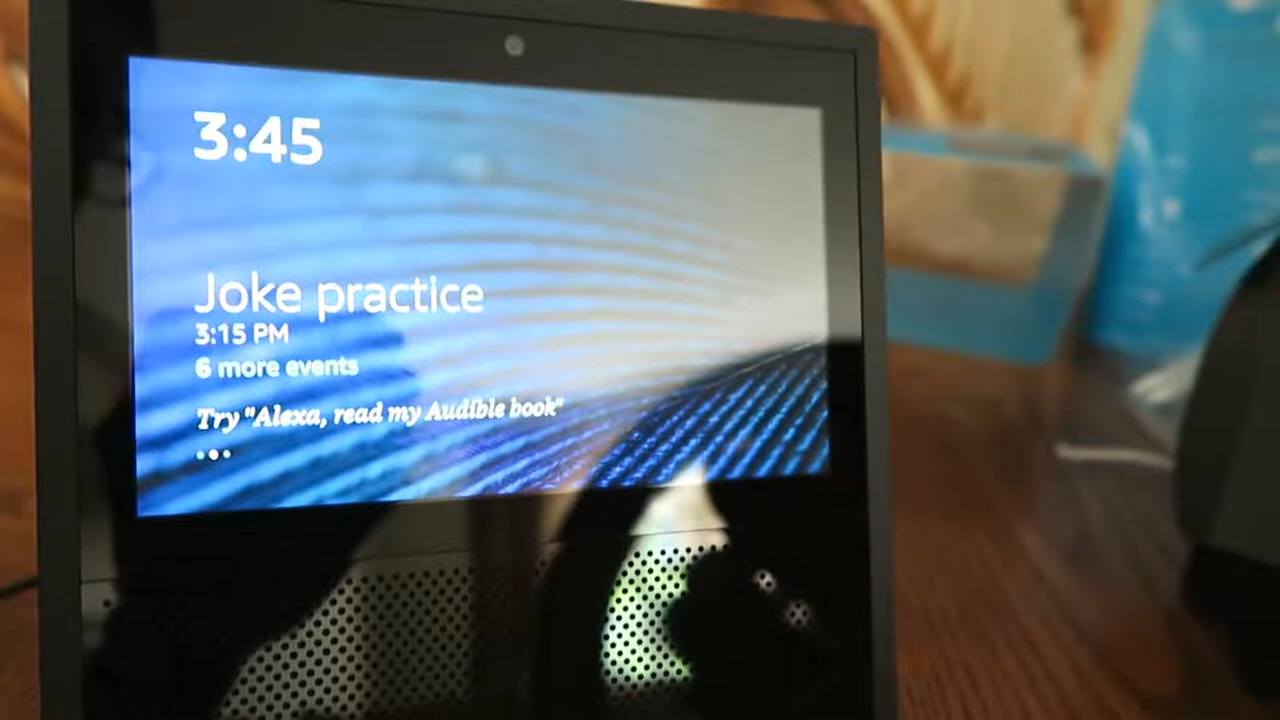 3:45
Joke practice
3:15 PM
6 more events
Try "Alexa, read my Audible book"